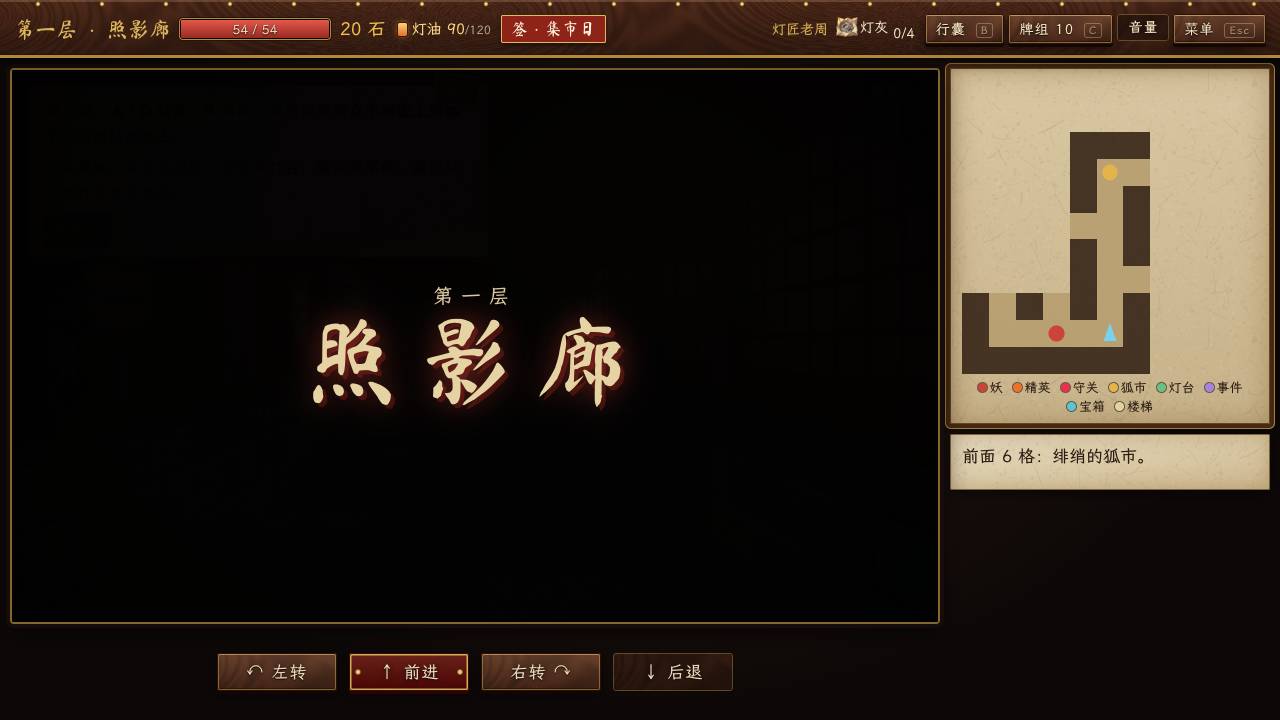 第一层 · 照影廊
54 / 54
20 石
灯油 90/120
签 · 集市日
灯匠老周
灯灰 0/4
行囊 B
牌组 10 C
音量
菜单 Esc
第一层
照影廊
妖 精英 守关 狐市 灯台 事件
宝箱 楼梯
前面 6 格：绯绡的狐市。
↶ 左转
↑ 前进
右转 ↷
↓ 后退